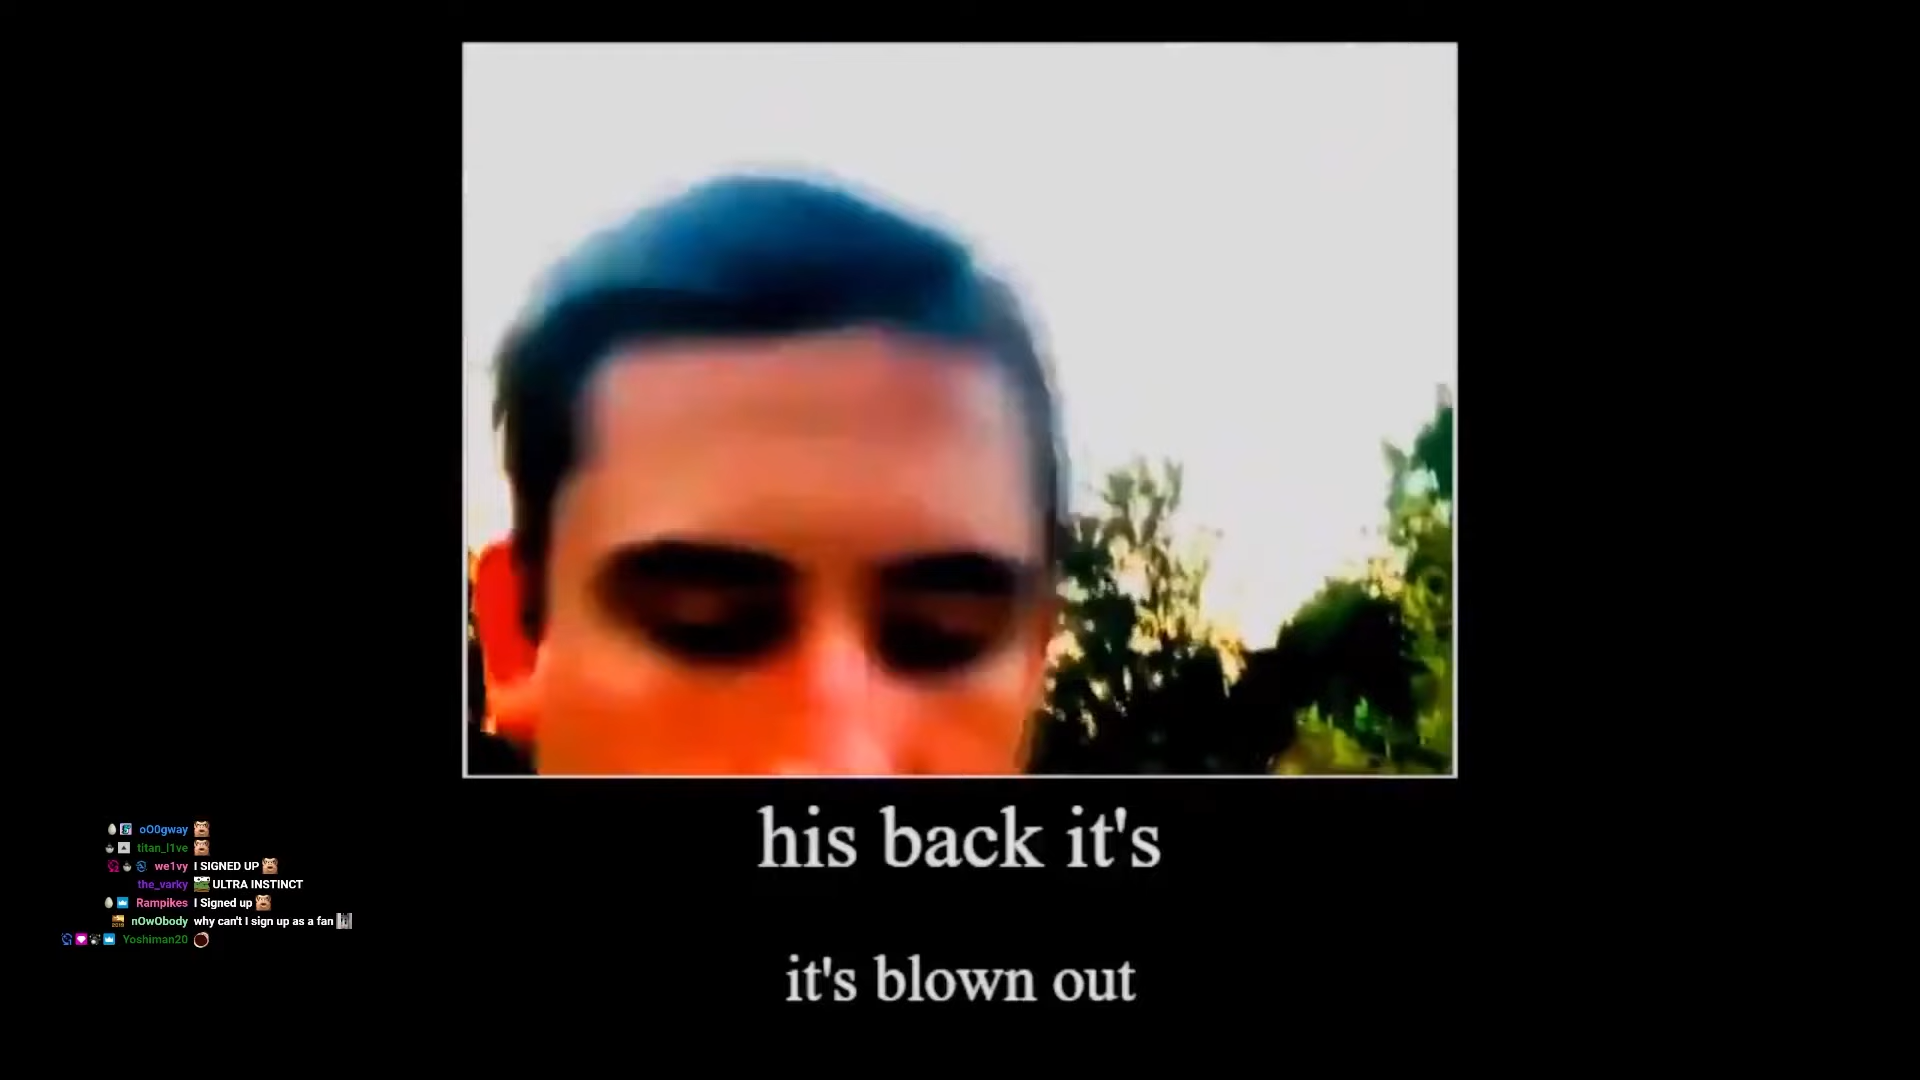 his back it's
it's blown out
oO0gway
titan_l1ve
we1vy I SIGNED UP
the_varky ULTRA INSTINCT
Rampikes I Signed up
nOwObody why can't I sign up as a fan
Yoshiman20